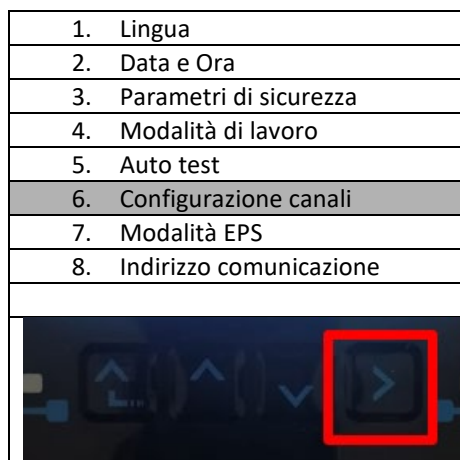 1. Lingua
2. Data e Ora
3. Parametri di sicurezza
4. Modalità di lavoro
5. Auto test
6. Configurazione canali
7. Modalità EPS
8. Indirizzo comunicazione